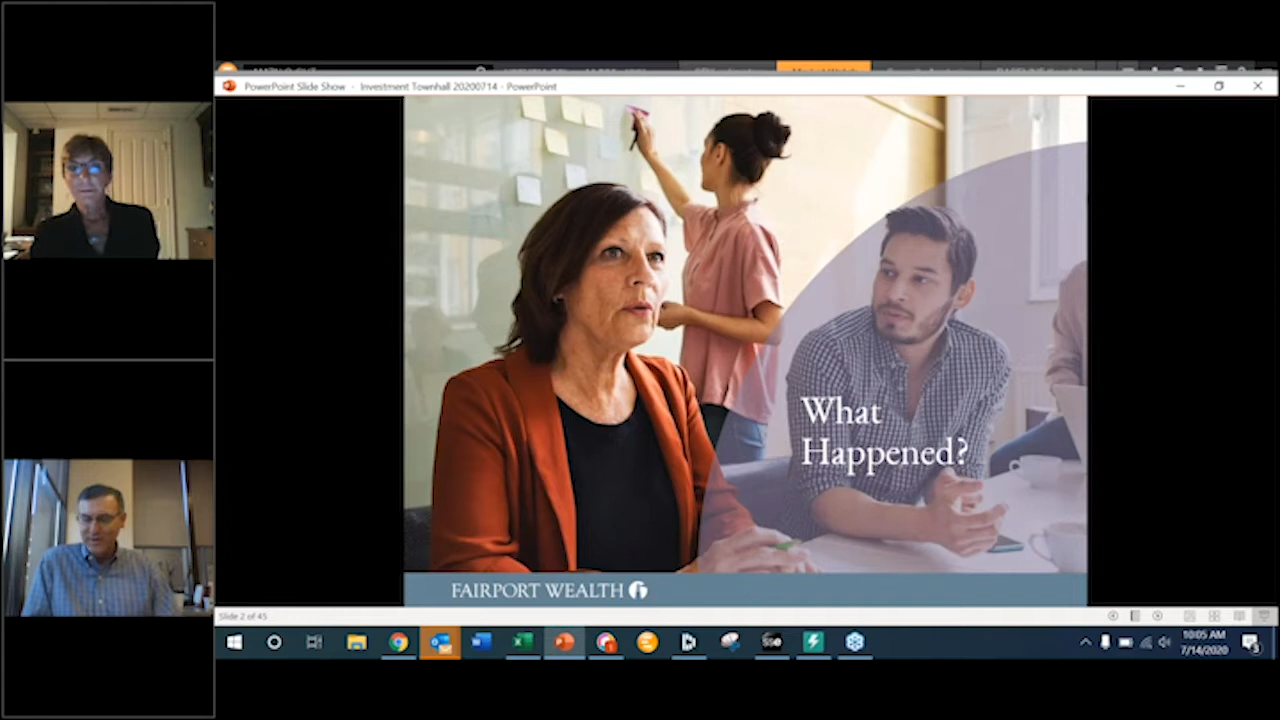 PowerPoint Slide Show - Investment Townhall 20200714 - PowerPoint
What
Happened?
FAIRPORT WEALTH
Slide 2 of 45
10:05 AM
7/14/2020
3